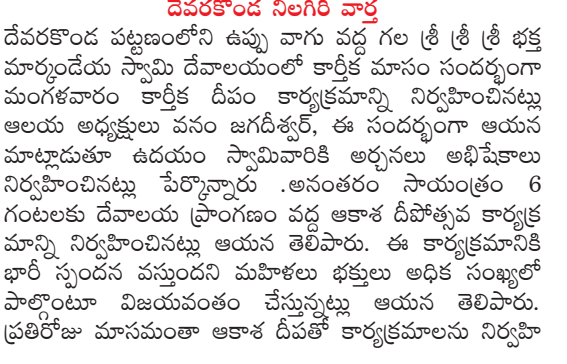 దేవరకొండ నీలగిరి వార్త
దేవరకొండ పట్టణంలోని ఉప్పు వాగు వద్ద గల శ్రీ శ్రీ శ్రీ భక్త
మార్కండేయ స్వామి దేవాలయంలో కార్తీక మాసం సందర్భంగా
మంగళవారం కార్తీక దీపం కార్యక్రమాన్ని నిర్వహించినట్లు
ఆలయ అధ్యక్షులు వనం జగదీశ్వర్, ఈ సందర్భంగా ఆయన
మాట్లాడుతూ ఉదయం స్వామివారికి అర్చనలు అభిషేకాలు
నిర్వహించినట్లు పేర్కొన్నారు .అనంతరం సాయంత్రం 6
గంటలకు దేవాలయ ప్రాంగణం వద్ద ఆకాశ దీపోత్సవ కార్యక్ర
మాన్ని నిర్వహించినట్లు ఆయన తెలిపారు. ఈ కార్యక్రమానికి
భారీ స్పందన వస్తుందని మహిళలు భక్తులు అధిక సంఖ్యలో
పాల్గొంటూ విజయవంతం చేస్తున్నట్లు ఆయన తెలిపారు.
ప్రతిరోజు మాసమంతా ఆకాశ దీపతో కార్యక్రమాలను నిర్వహి